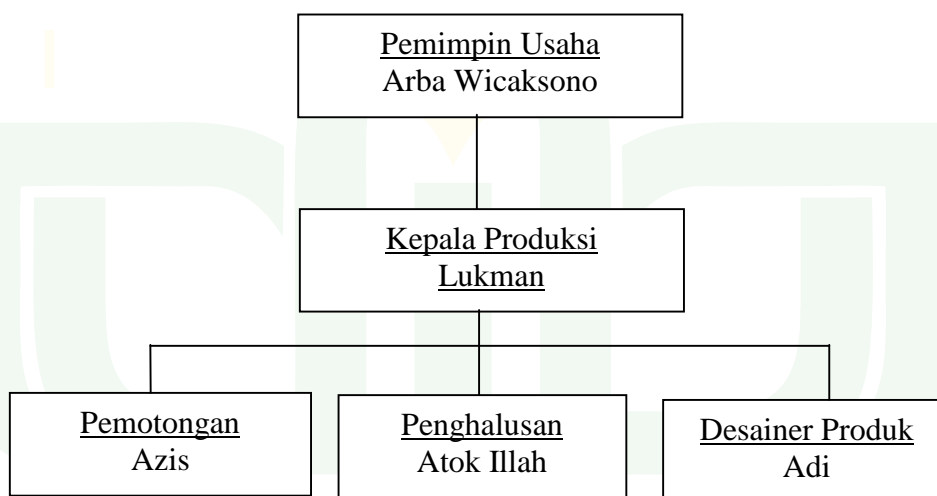 Pemimpin Usaha
Arba Wicaksono
Kepala Produksi
Lukman
Pemotongan
Azis
Penghalusan
Atok Illah
Desainer Produk
Adi